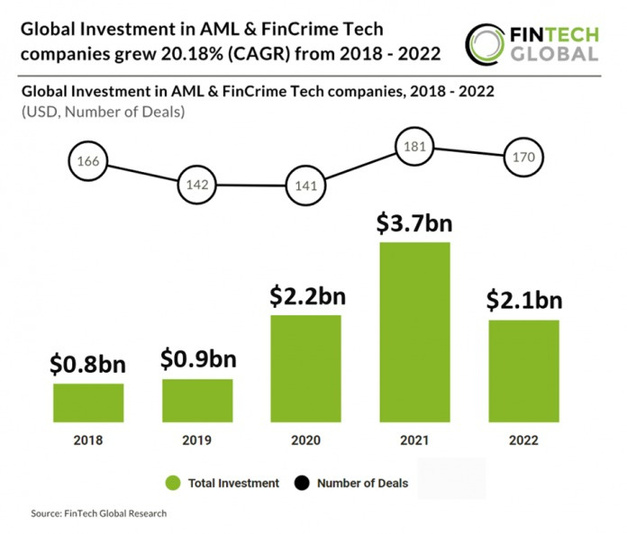 Global Investment in AML & FinCrime Tech
companies grew 20.18% (CAGR) from 2018 - 2022
FINTECH
GLOBAL
Global Investment in AML & FinCrime Tech companies, 2018 - 2022
(USD, Number of Deals)
166
142
141
181
170
$0.8bn
$0.9bn
$2.2bn
$3.7bn
$2.1bn
2018
2019
2020
2021
2022
Total Investment
Number of Deals
Source: FinTech Global Research